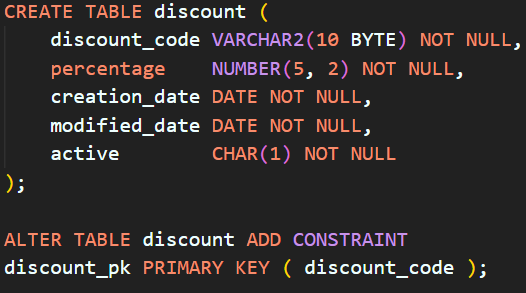 CREATE TABLE discount (
    discount_code VARCHAR2(10 BYTE) NOT NULL,
    percentage    NUMBER(5, 2) NOT NULL,
    creation_date DATE NOT NULL,
    modified_date DATE NOT NULL,
    active        CHAR(1) NOT NULL
);

ALTER TABLE discount ADD CONSTRAINT
discount_pk PRIMARY KEY ( discount_code );